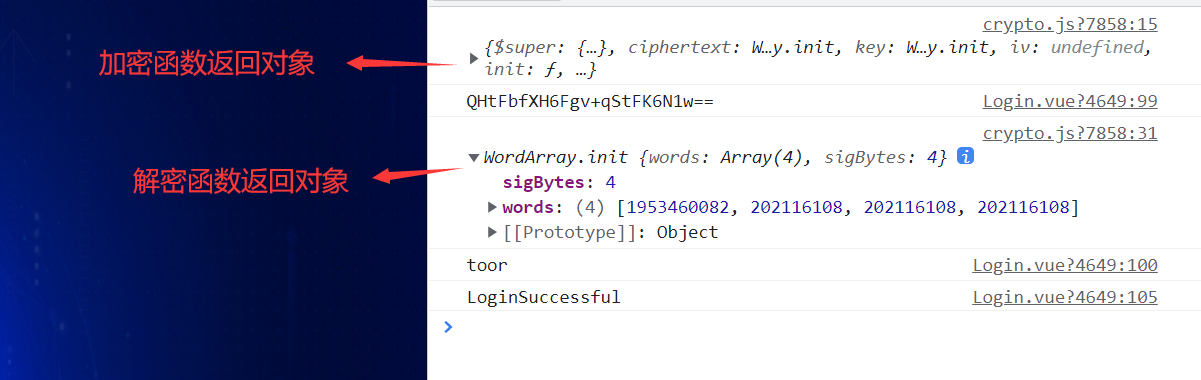 crypto.js?7858:15
加密函数返回对象
{$super: {…}, ciphertext: W…y.init, key: W…y.init, iv: undefined,
init: ƒ, …}
QHtFbfXH6Fgv+qStFK6N1w== Login.vue?4649:99
crypto.js?7858:31
解密函数返回对象
WordArray.init {words: Array(4), sigBytes: 4} i
sigBytes: 4
words: (4) [1953460082, 202116108, 202116108, 202116108]
[[Prototype]]: Object
toor Login.vue?4649:100
LoginSuccessful Login.vue?4649:105